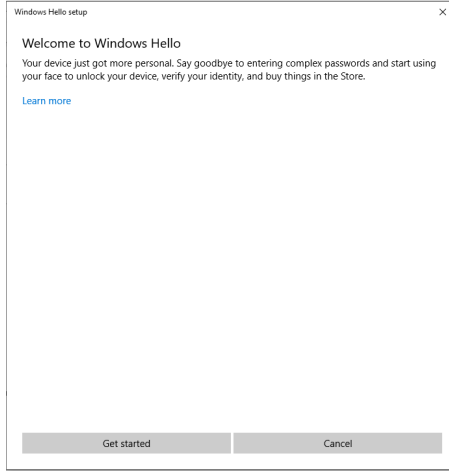 Windows Hello setup
Welcome to Windows Hello
Your device just got more personal. Say goodbye to entering complex passwords and start using
your face to unlock your device, verify your identity, and buy things in the Store.
Learn more
Get started
Cancel